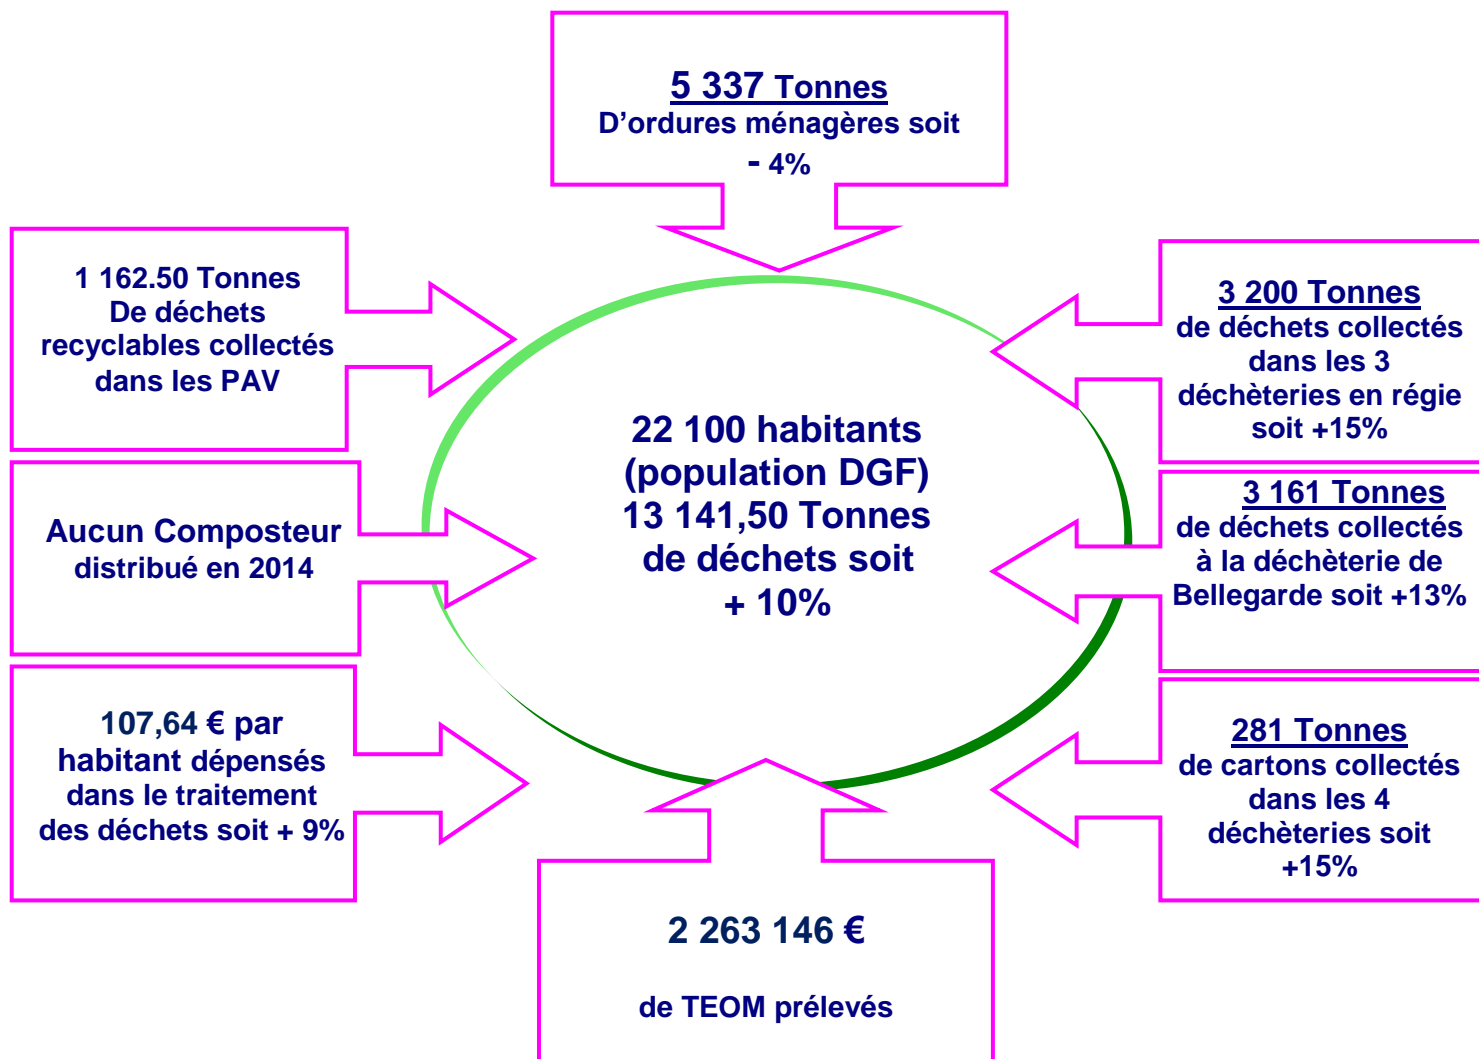 5 337 Tonnes
D'ordures ménagères soit
- 4%
1 162.50 Tonnes
De déchets
recyclables collectés
dans les PAV
3 200 Tonnes
de déchets collectés
dans les 3
déchèteries en régie
soit +15%
22 100 habitants
(population DGF)
13 141,50 Tonnes
de déchets soit
+ 10%
Aucun Composteur
distribué en 2014
3 161 Tonnes
de déchets collectés
à la déchèterie de
Bellegarde soit +13%
107,64 € par
habitant dépensés
dans le traitement
des déchets soit + 9%
281 Tonnes
de cartons collectés
dans les 4
déchèteries soit
+15%
2 263 146 €
de TEOM prélevés